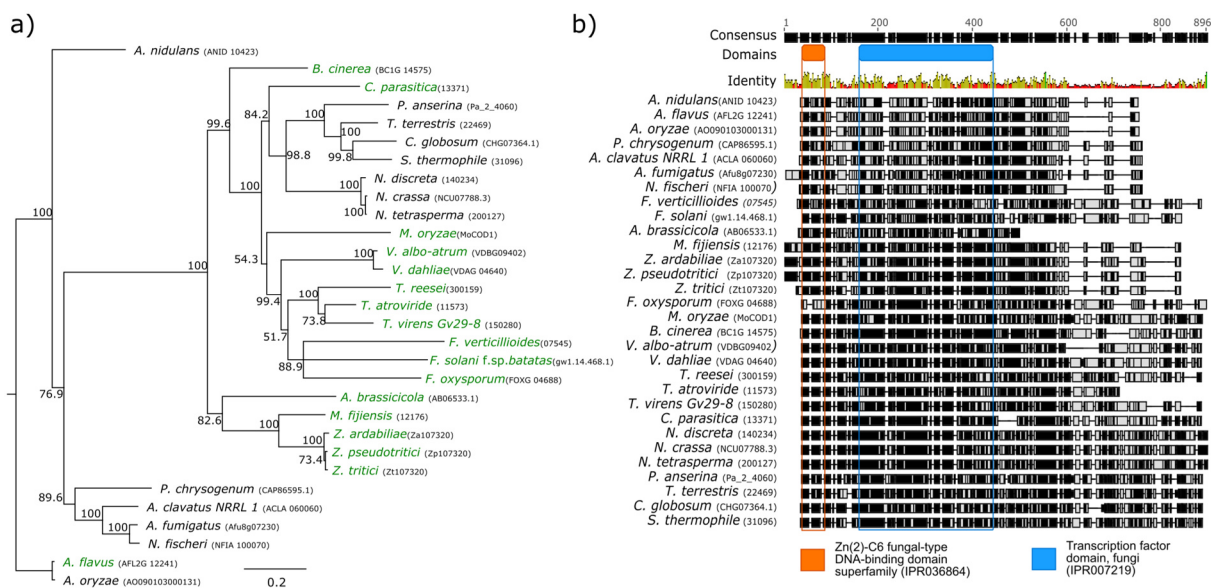 a)
A. nidulans (ANID 10423)
B. cinerea (BC1G 14575)
C. parasitica(13371)
84.2
P. anserina (Pa_2_4060)
99.6
100
T. terrestris (22469)
100
C. globosum (CHG07364.1)
98.8
99.8
S. thermophile (31096)
100
N. discreta (140234)
100
N. crassa (NCU07788.3)
100
N. tetrasperma (200127)
100
M. oryzae(MoCOD1)
100
V. albo-atrum (VDBG09402)
54.3
100
V. dahliae(VDAG 04640)
99.4
T. reesei(300159)
100
T. atroviride (11573)
73.8
T. virens Gv29-8 (150280)
51.7
F. verticillioides(07545)
F. solani f.sp.batatas(gw1.14.468.1)
88.9
F. oxysporum(FOXG 04688)
76.9
A. brassicicola (AB06533.1)
82.6
M. fijiensis (12176)
100
Z. ardabiliae(Za107320)
100
Z. pseudotritici (Zp107320)
73.4
Z. tritici (Zt107320)
P. chrysogenum (CAP86595.1)
89.6
A. clavatus NRRL 1 (ACLA 060060)
100
A. fumigatus (Afu8g07230)
100
N. fischeri (NFIA 100070)
A. flavus (AFL2G 12241)
100
A. oryzae(AO090103000131)
0.2
b)
1 200 400 600 800 896
Consensus
Domains
Identity
A. nidulans(ANID 10423)
A. flavus (AFL2G 12241)
A. oryzae (AO090103000131)
P. chrysogenum (CAP86595.1)
A. clavatus NRRL 1 (ACLA 060060)
A. fumigatus (Afu8g07230)
N. fischeri (NFIA 100070)
F. verticillioides (07545)
F. solani (gw1.14.468.1)
A. brassicicola (AB06533.1)
M. fijiensis (12176)
Z. ardabiliae (Za107320)
Z. pseudotritici (Zp107320)
Z. tritici (Zt107320)
F. oxysporum (FOXG 04688)
M. oryzae (MoCOD1)
B. cinerea (BC1G 14575)
V. albo-atrum (VDBG09402)
V. dahliae (VDAG 04640)
T. reesei (300159)
T. atroviride (11573)
T. virens Gv29-8 (150280)
C. parasitica (13371)
N. discreta (140234)
N. crassa (NCU07788.3)
N. tetrasperma (200127)
P. anserina (Pa_2_4060)
T. terrestris (22469)
C. globosum (CHG07364.1)
S. thermophile (31096)
Zn(2)-C6 fungal-type
DNA-binding domain
superfamily (IPR036864)
Transcription factor
domain, fungi
(IPR007219)